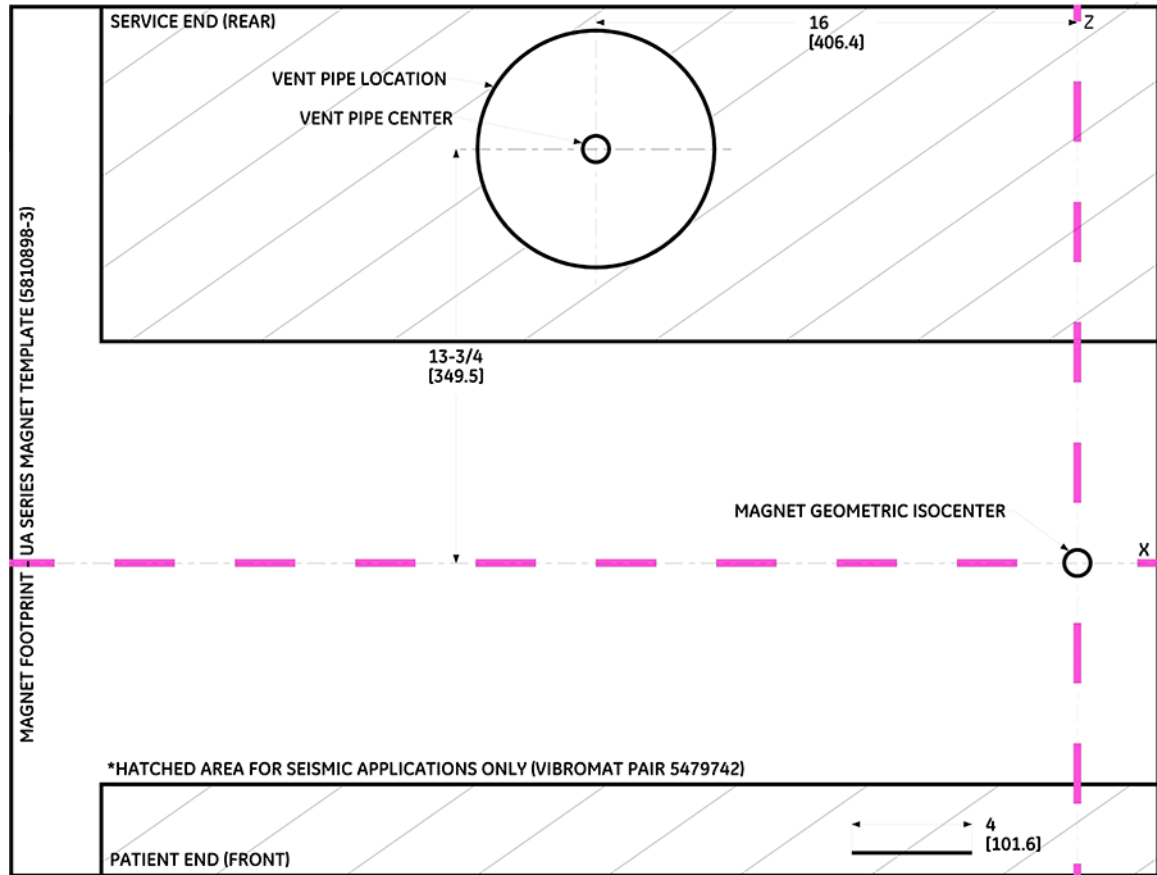 SERVICE END (REAR)
16
[406.4]
Z
VENT PIPE LOCATION
VENT PIPE CENTER
MAGNET FOOTPRINT - UA SERIES MAGNET TEMPLATE (5810898-3)
13-3/4
[349.5]
MAGNET GEOMETRIC ISOCENTER
X
*HATCHED AREA FOR SEISMIC APPLICATIONS ONLY (VIBROMAT PAIR 5479742)
4
[101.6]
PATIENT END (FRONT)